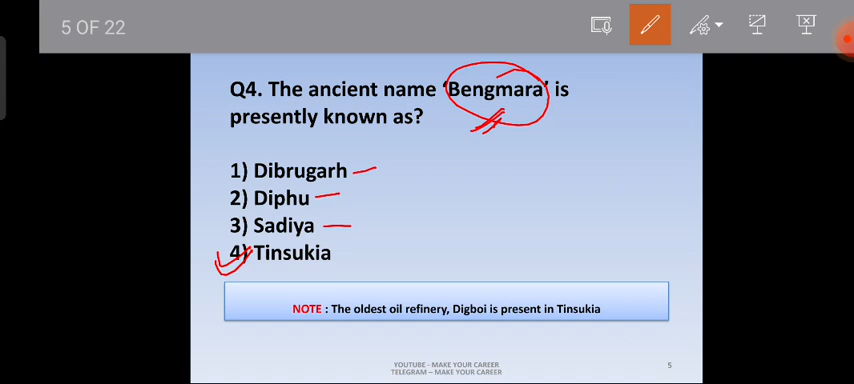 5 OF 22
Q4. The ancient name ‘Bengmara’ is
presently known as?
1) Dibrugarh
2) Diphu
3) Sadiya
4) Tinsukia
NOTE : The oldest oil refinery, Digboi is present in Tinsukia
YOUTUBE - MAKE YOUR CAREER
TELEGRAM – MAKE YOUR CAREER
5